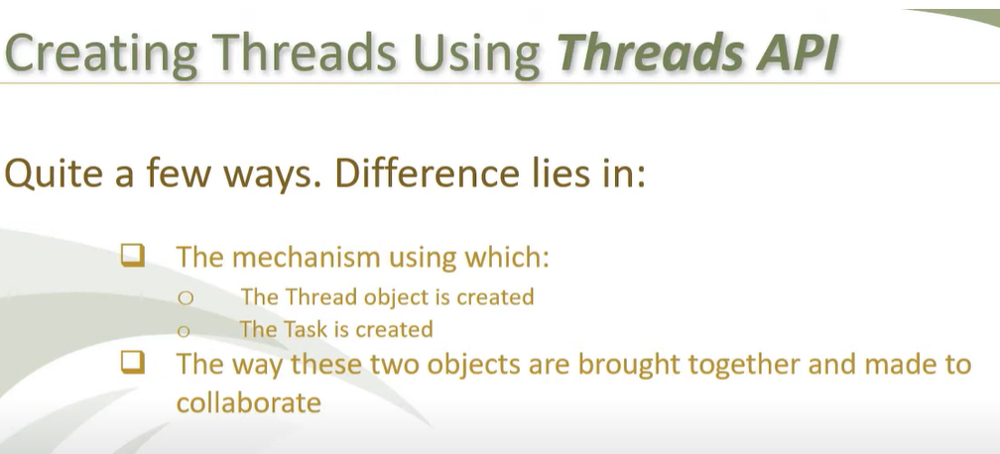 Creating Threads Using Threads API
Quite a few ways. Difference lies in:
❑ The mechanism using which:
○ The Thread object is created
○ The Task is created
❑ The way these two objects are brought together and made to
collaborate